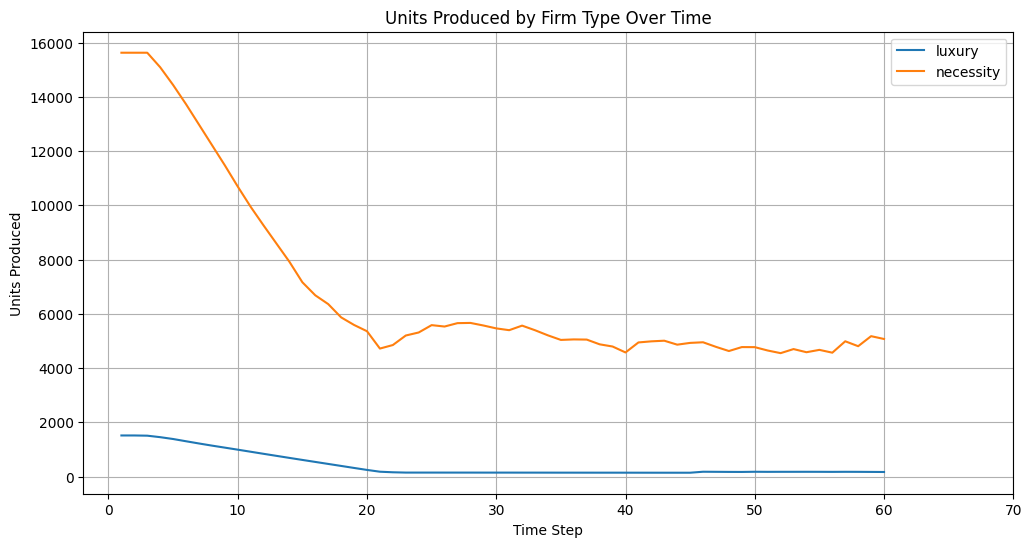 Units Produced by Firm Type Over Time
luxury
necessity
Units Produced
16000
14000
12000
10000
8000
6000
4000
2000
0
0 10 20 30 40 50 60 70
Time Step